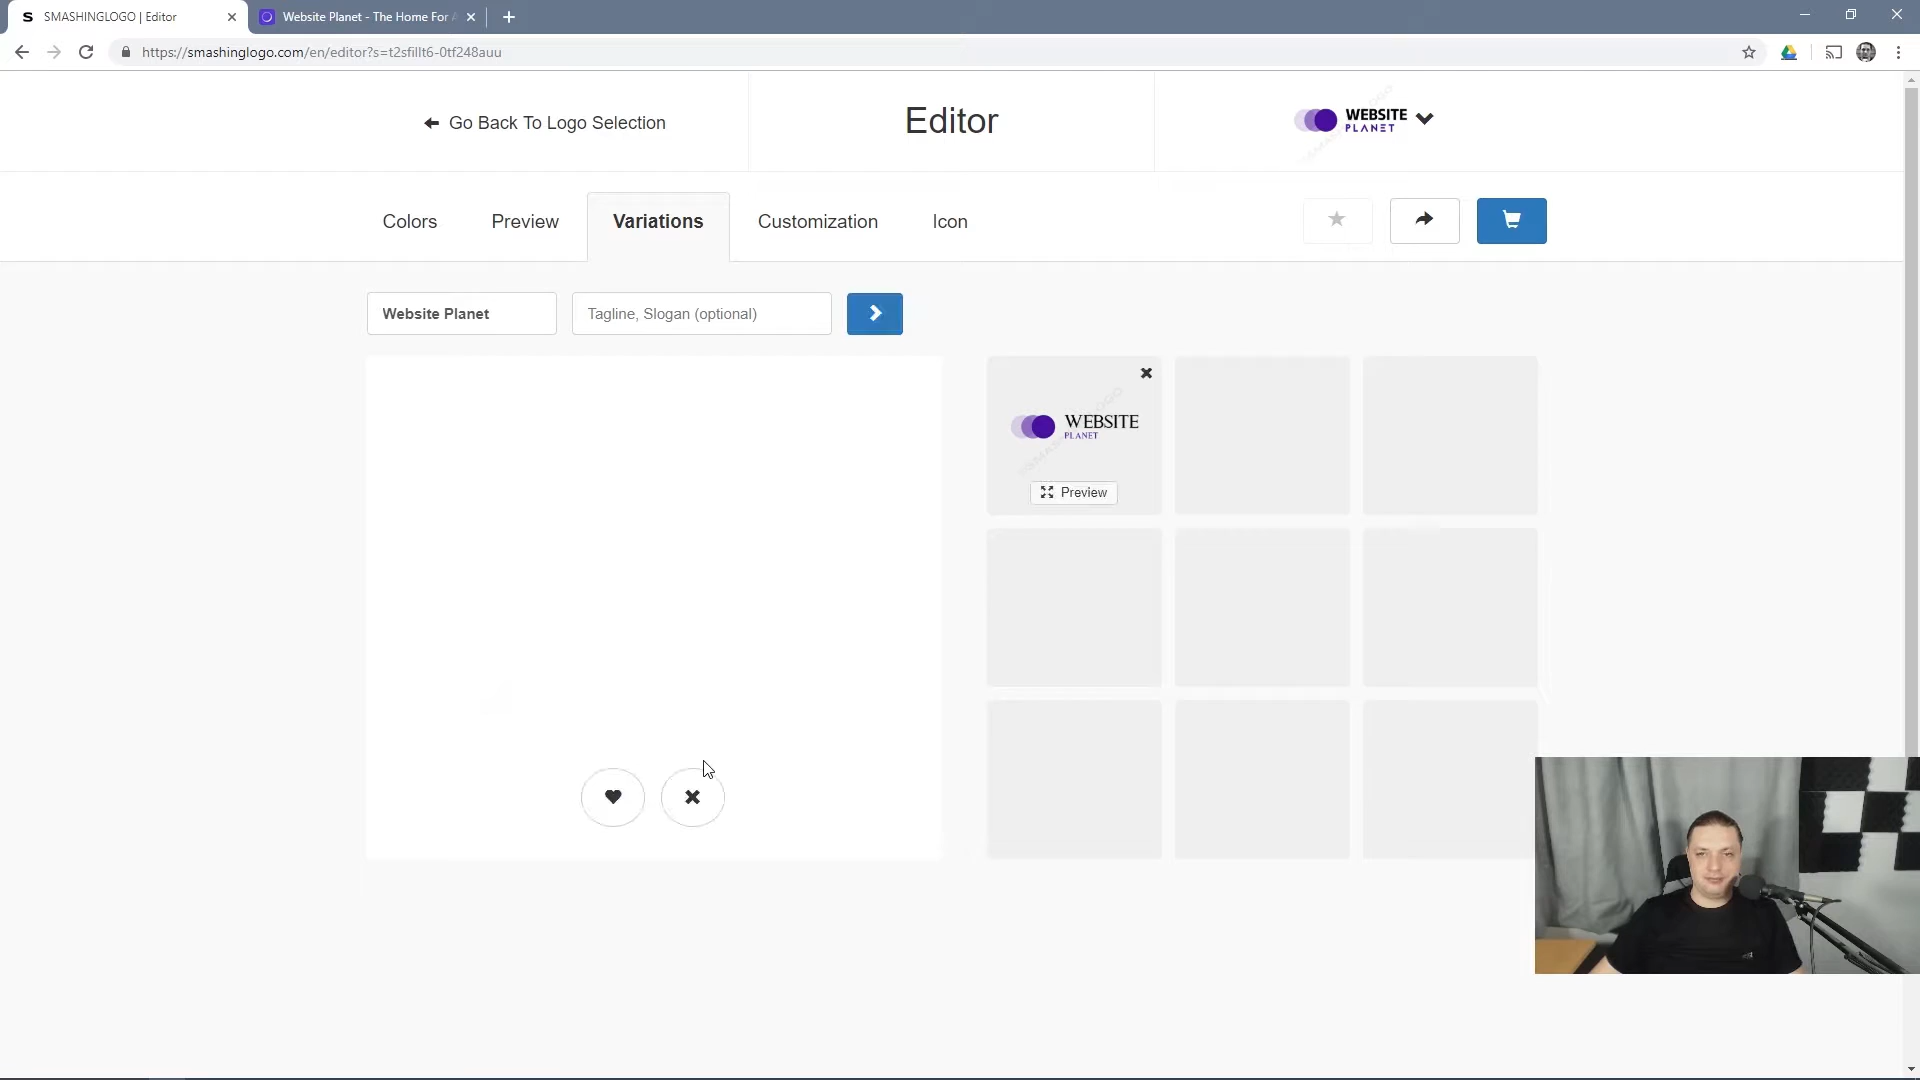 SMASHINGLOGO | Editor
Website Planet - The Home For A
https://smashinglogo.com/en/editor?s=t2sfillt6-0tf248auu
Go Back To Logo Selection
Editor
WEBSITE
PLANET
Colors
Preview
Variations
Customization
Icon
Website Planet
Tagline, Slogan (optional)
WEBSITE
PLANET
Preview